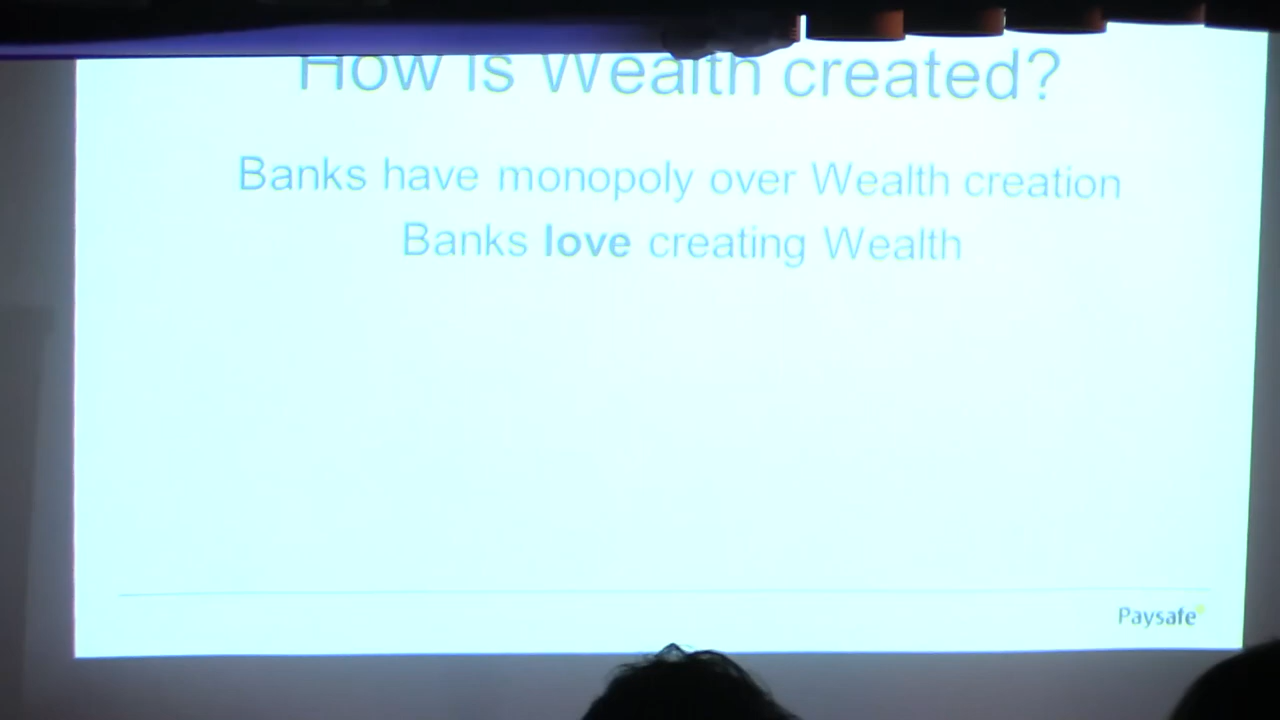 How is Wealth created?
Banks have monopoly over Wealth creation
Banks love creating Wealth
Paysafe